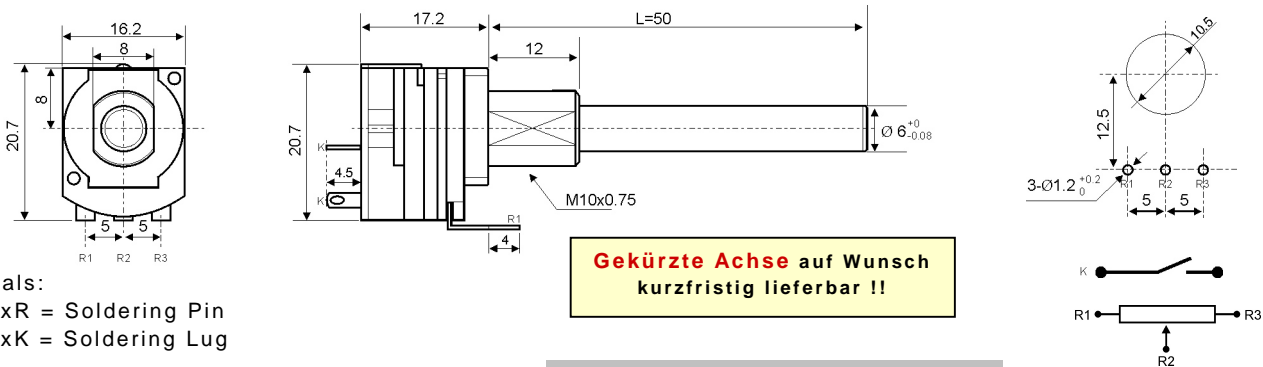 16.2
8
8
20.7
5
5
R1 R2 R3
als:
xR = Soldering Pin
xK = Soldering Lug
17.2
L=50
12
20.7
K
4.5
K
Ø 6 +0 -0.08
M10x0.75
R1
4
Gekürzte Achse auf Wunsch
kurzfristig lieferbar !!
10.5
12.5
3-Ø1.2 +0.2 0
R1 R2 R3
5
5
K
R1
R3
R2